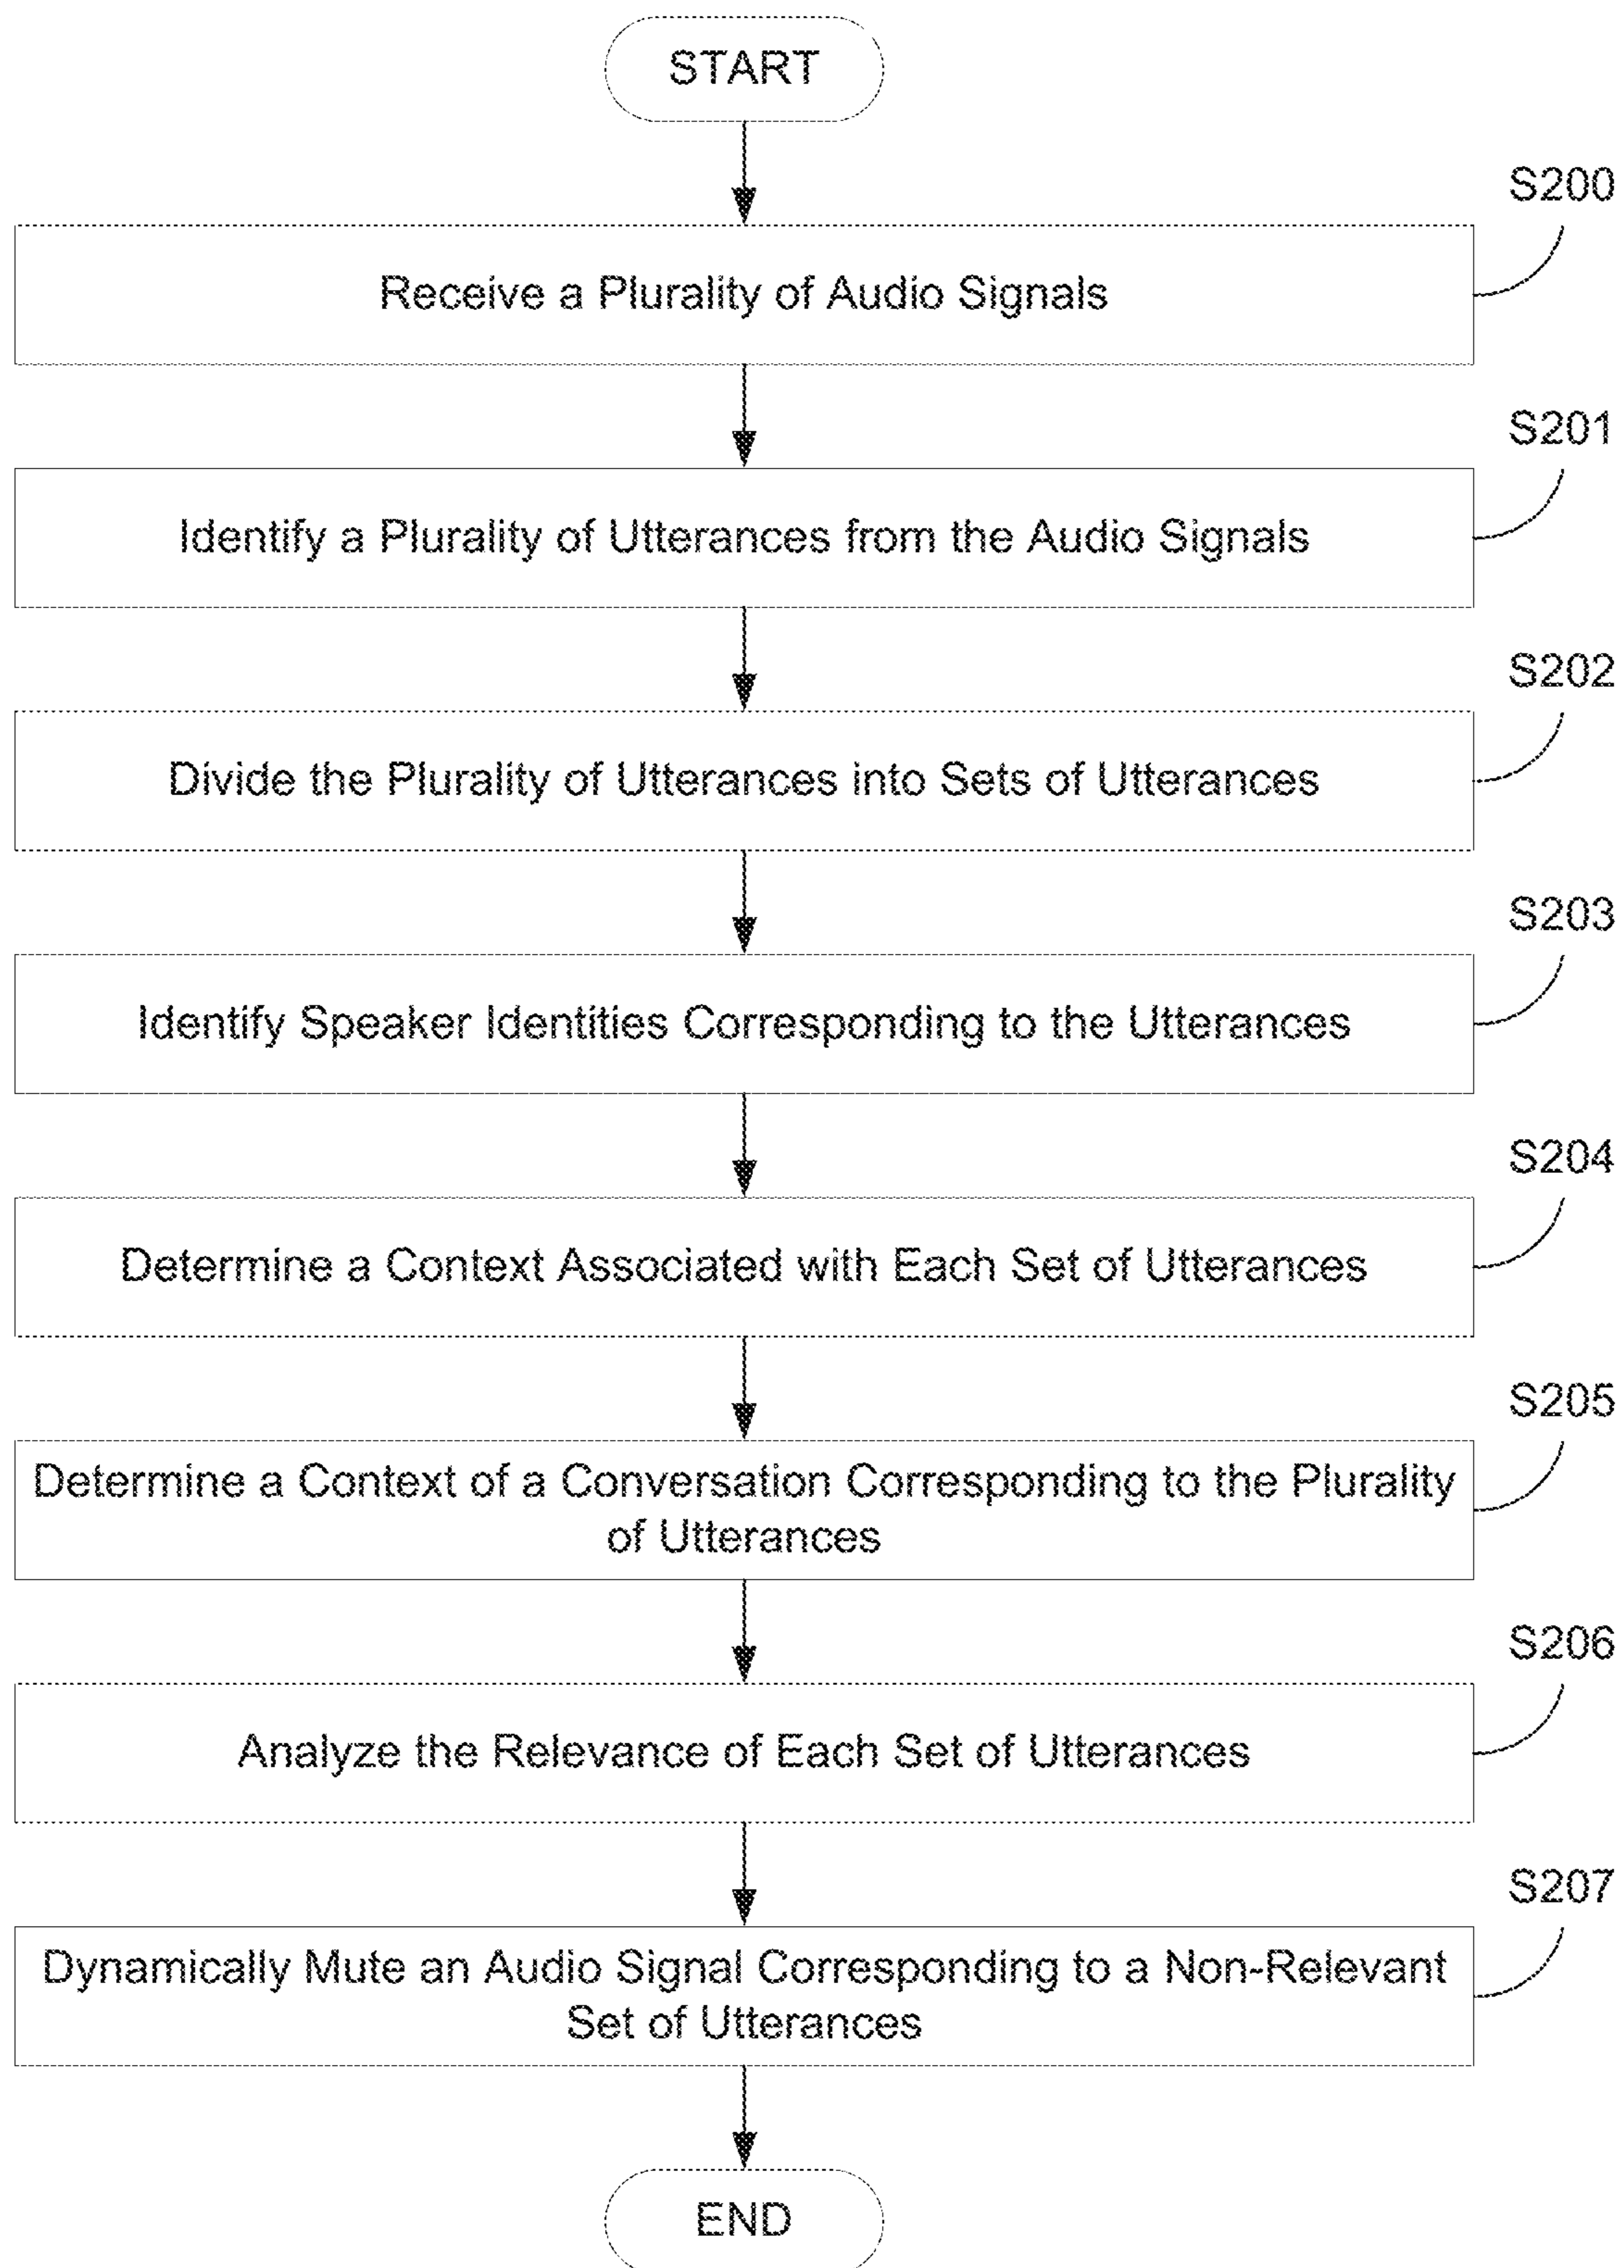 START
S200
Receive a Plurality of Audio Signals
S201
Identify a Plurality of Utterances from the Audio Signals
S202
Divide the Plurality of Utterances into Sets of Utterances
S203
Identify Speaker Identities Corresponding to the Utterances
S204
Determine a Context Associated with Each Set of Utterances
S205
Determine a Context of a Conversation Corresponding to the Plurality
of Utterances
S206
Analyze the Relevance of Each Set of Utterances
S207
Dynamically Mute an Audio Signal Corresponding to a Non-Relevant
Set of Utterances
END